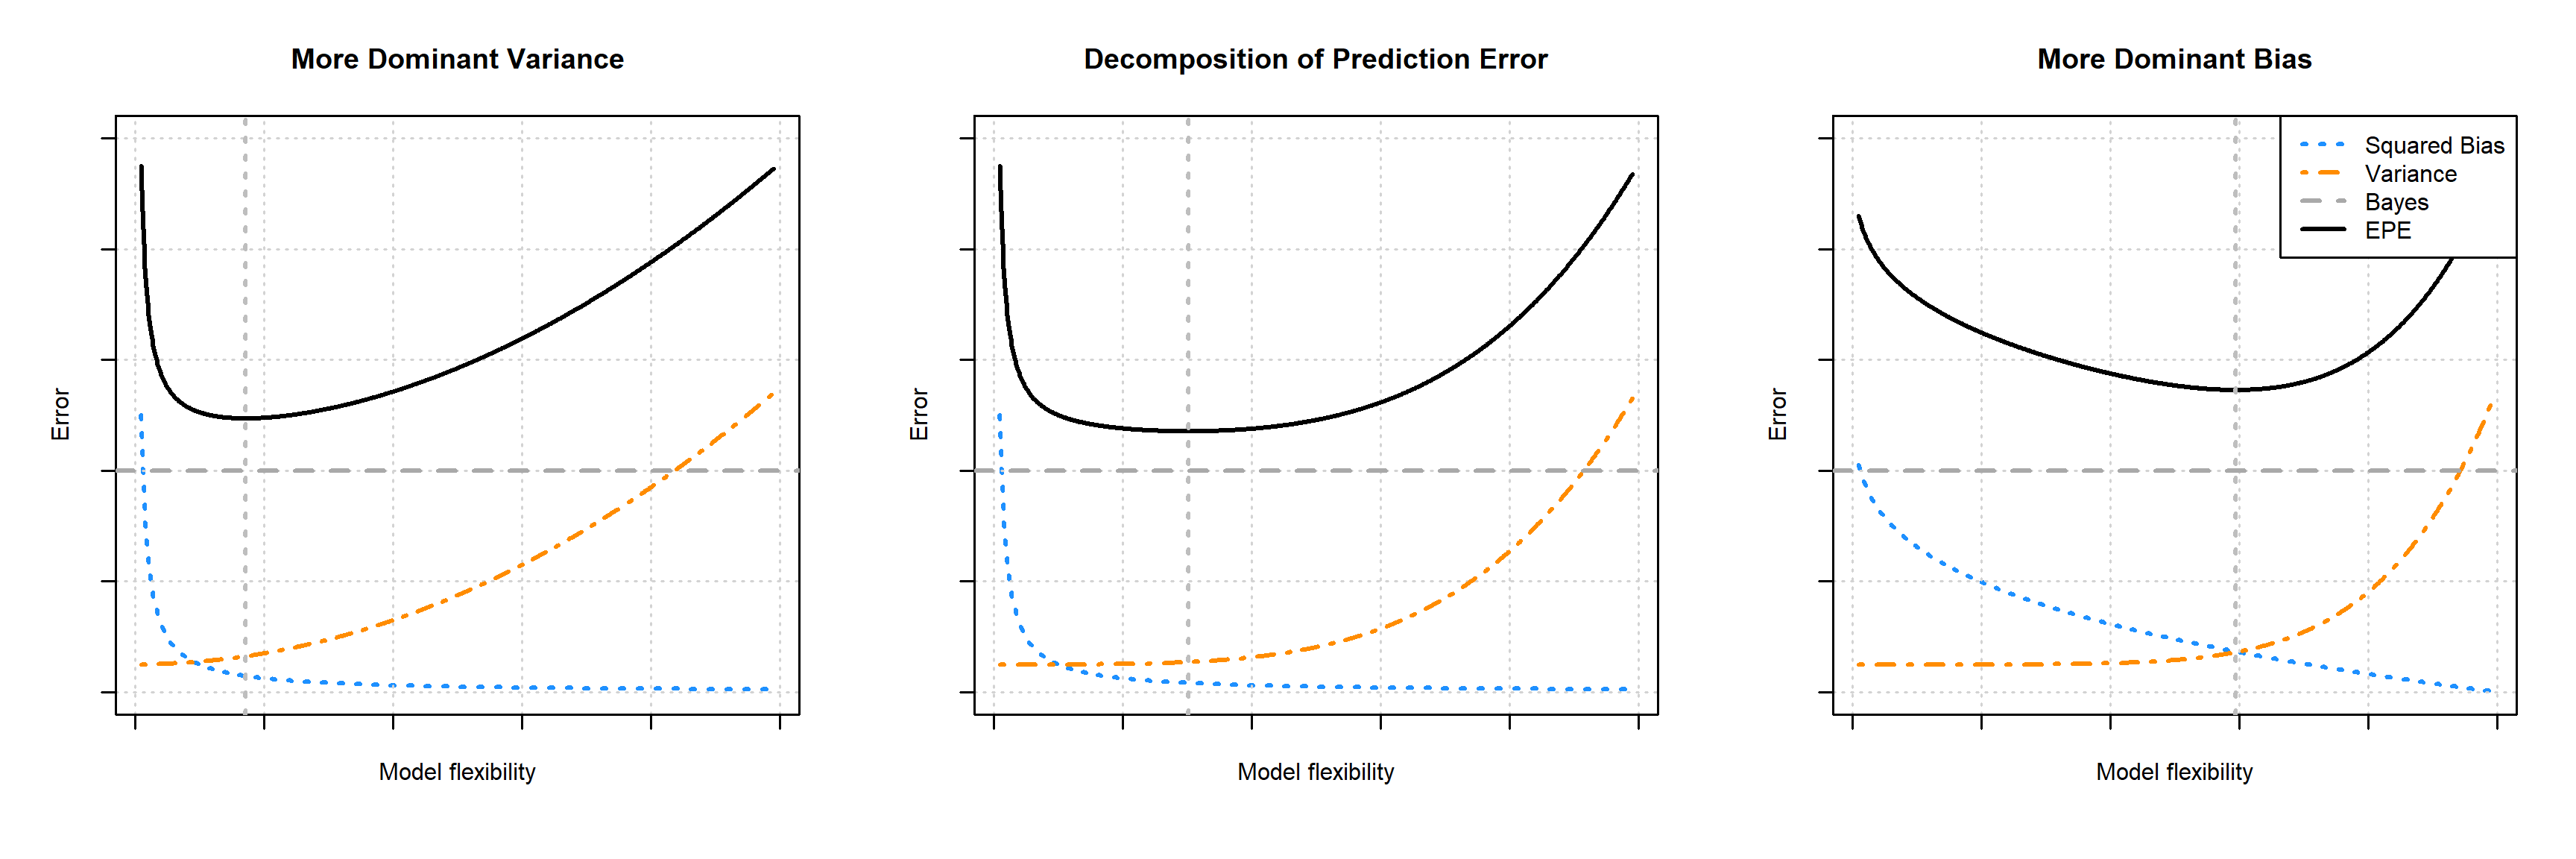 More Dominant Variance
Error
Model flexibility
Decomposition of Prediction Error
Error
Model flexibility
More Dominant Bias
Squared Bias
Variance
Bayes
EPE
Error
Model flexibility